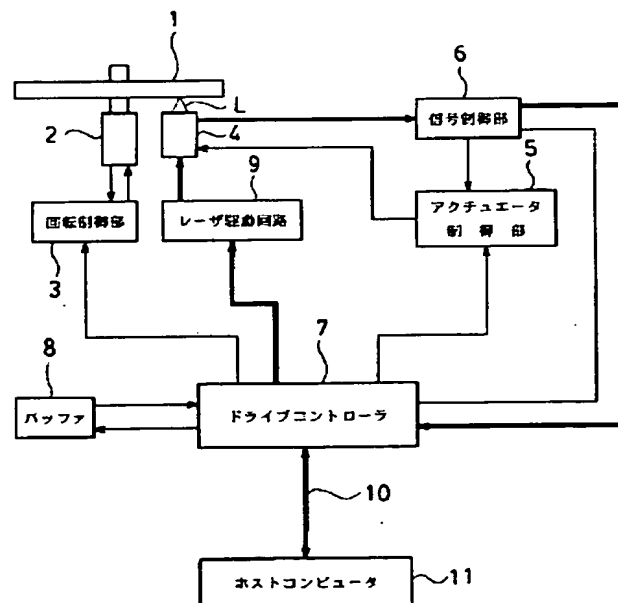 1
L
2
4
6
信号制御部
9
5
回転制御部
レーザ駆動回路
アクチュエータ
制御部
3
7
8
バッファ
ドライブコントローラ
10
ホストコンピュータ
11